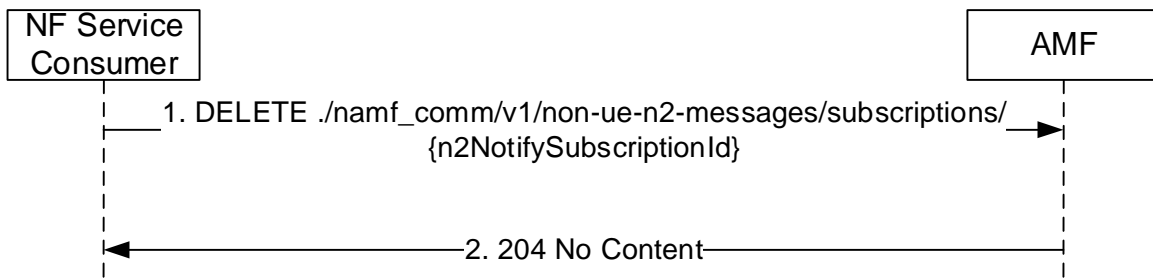 NF Service
Consumer
AMF
1. DELETE ./namf_comm/v1/non-ue-n2-messages/subscriptions/
{n2NotifySubscriptionId}
2. 204 No Content